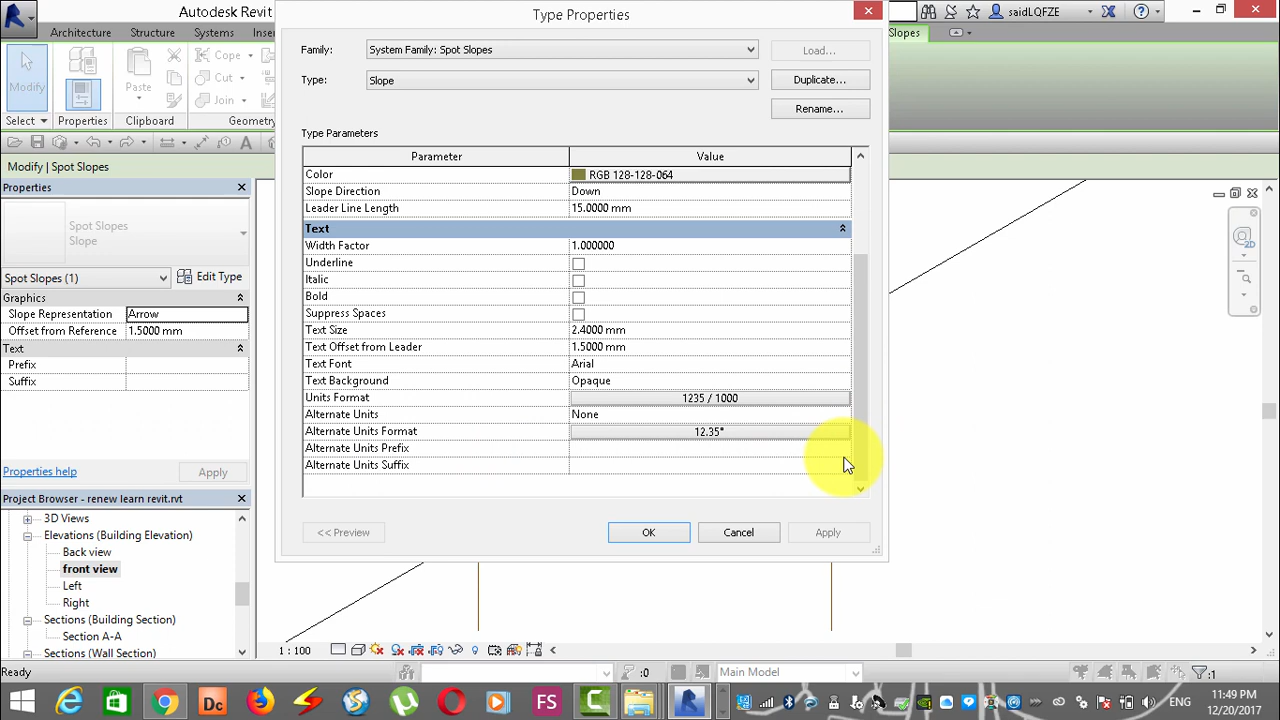 Autodesk Revit
Type Properties
saidLQFZE
Architecture
Structure
Systems
Slopes
Modify
Cope
Cut
Join
Paste
Select
Properties
Clipboard
Geometry
Family:
System Family: Spot Slopes
Load...
Type:
Slope
Duplicate...
Rename...
Type Parameters
Parameter
Value
Color
RGB 128-128-064
Slope Direction
Down
Leader Line Length
15.0000 mm
Text
Width Factor
1.000000
Underline
Italic
Bold
Suppress Spaces
Text Size
2.4000 mm
Text Offset from Leader
1.5000 mm
Text Font
Arial
Text Background
Opaque
Units Format
1235 / 1000
Alternate Units
None
Alternate Units Format
12.35°
Alternate Units Prefix
Alternate Units Suffix
<< Preview
OK
Cancel
Apply
Modify | Spot Slopes
Properties
Spot Slopes
Slope
Spot Slopes (1)
Edit Type
Graphics
Slope Representation
Arrow
Offset from Reference
1.5000 mm
Text
Prefix
Suffix
Properties help
Apply
Project Browser - renew learn revit.rvt
3D Views
Elevations (Building Elevation)
Back view
front view
Left
Right
Sections (Building Section)
Section A-A
Sections (Wall Section)
1 : 100
:0
Main Model
:1
2D
Dc
FS
ENG
11:49 PM
12/20/2017